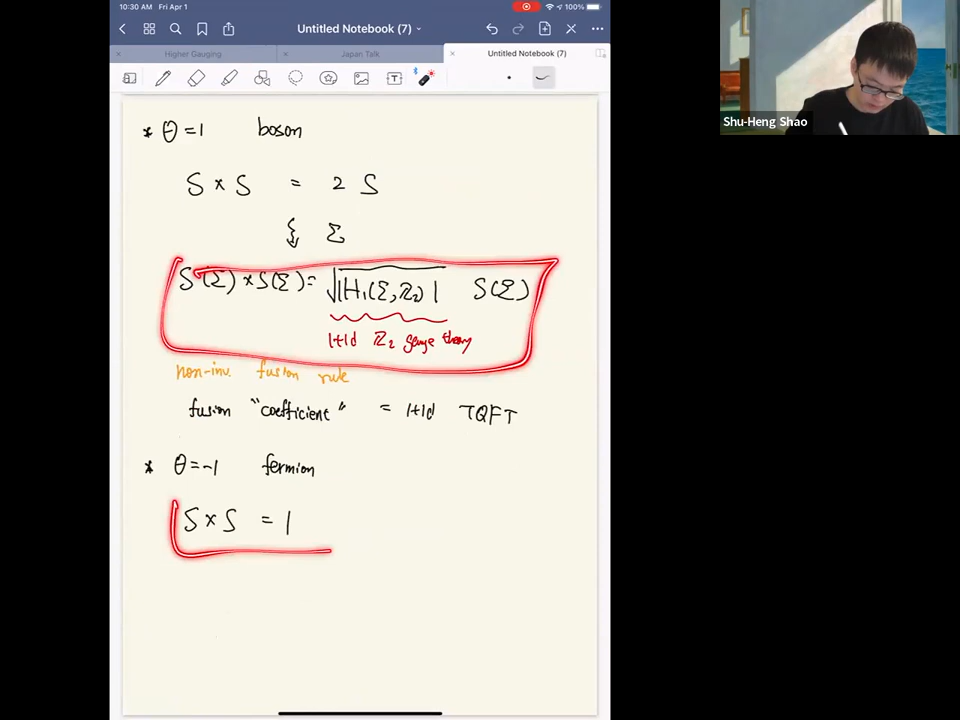 10:30 AM Fri Apr 1
100%
Untitled Notebook (7)
Higher Gauging
Japan Talk
Untitled Notebook (7)
Shu-Heng Shao
* θ = 1 boson
S × S = 2 S
Σ
S(Σ) × S(Σ) = √|H₁(Σ, ℤ₂)| S(Σ)
1+1d ℤ₂ gauge theory
non-inv. fusion rule
fusion "coefficient" = 1+1d TQFT
* θ = -1 fermion
S × S = 1